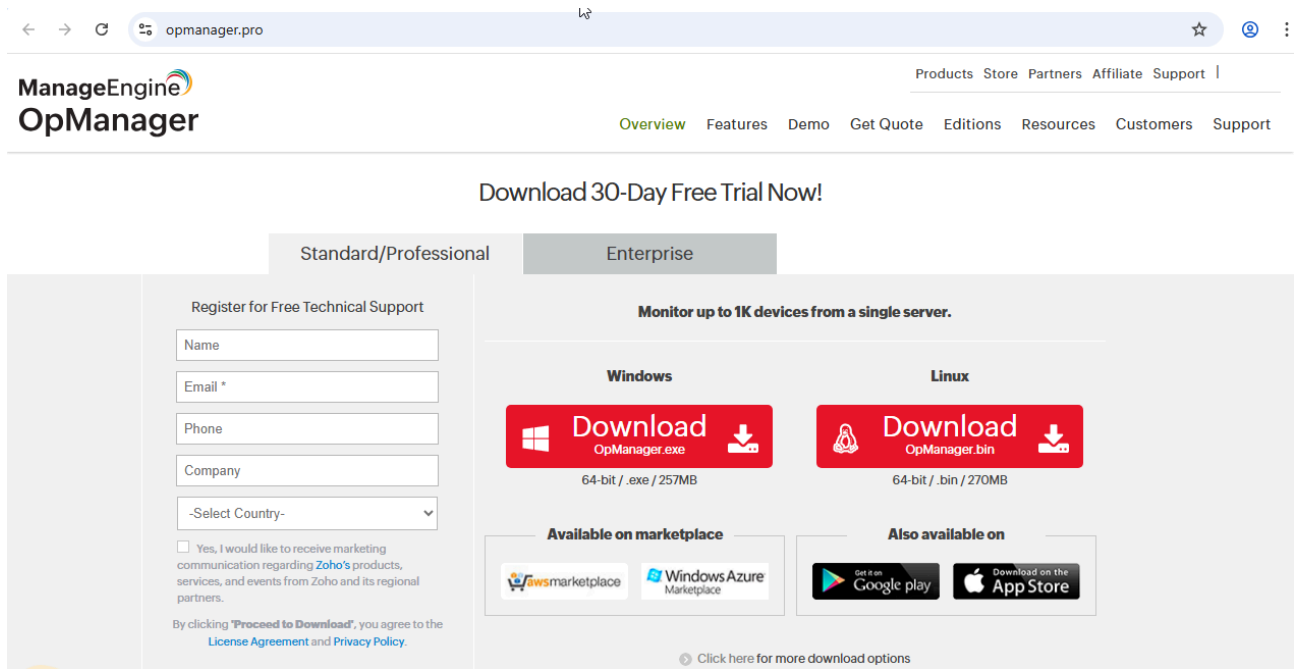 opmanager.pro
Products Store Partners Affiliate Support |
ManageEngine
OpManager
Overview Features Demo Get Quote Editions Resources Customers Support
Download 30-Day Free Trial Now!
Standard/Professional Enterprise
Register for Free Technical Support
Name
Email *
Phone
Company
-Select Country-
Yes, I would like to receive marketing
communication regarding Zoho's products,
services, and events from Zoho and its regional
partners.
By clicking "Proceed to Download", you agree to the
License Agreement and Privacy Policy.
Monitor up to 1K devices from a single server.
Windows
Download
OpManager.exe
64-bit / .exe / 257MB
Linux
Download
OpManager.bin
64-bit / .bin / 270MB
Available on marketplace
awsmarketplace
Windows Azure
Marketplace
Also available on
Get it on
Google play
Download on the
App Store
Click here for more download options